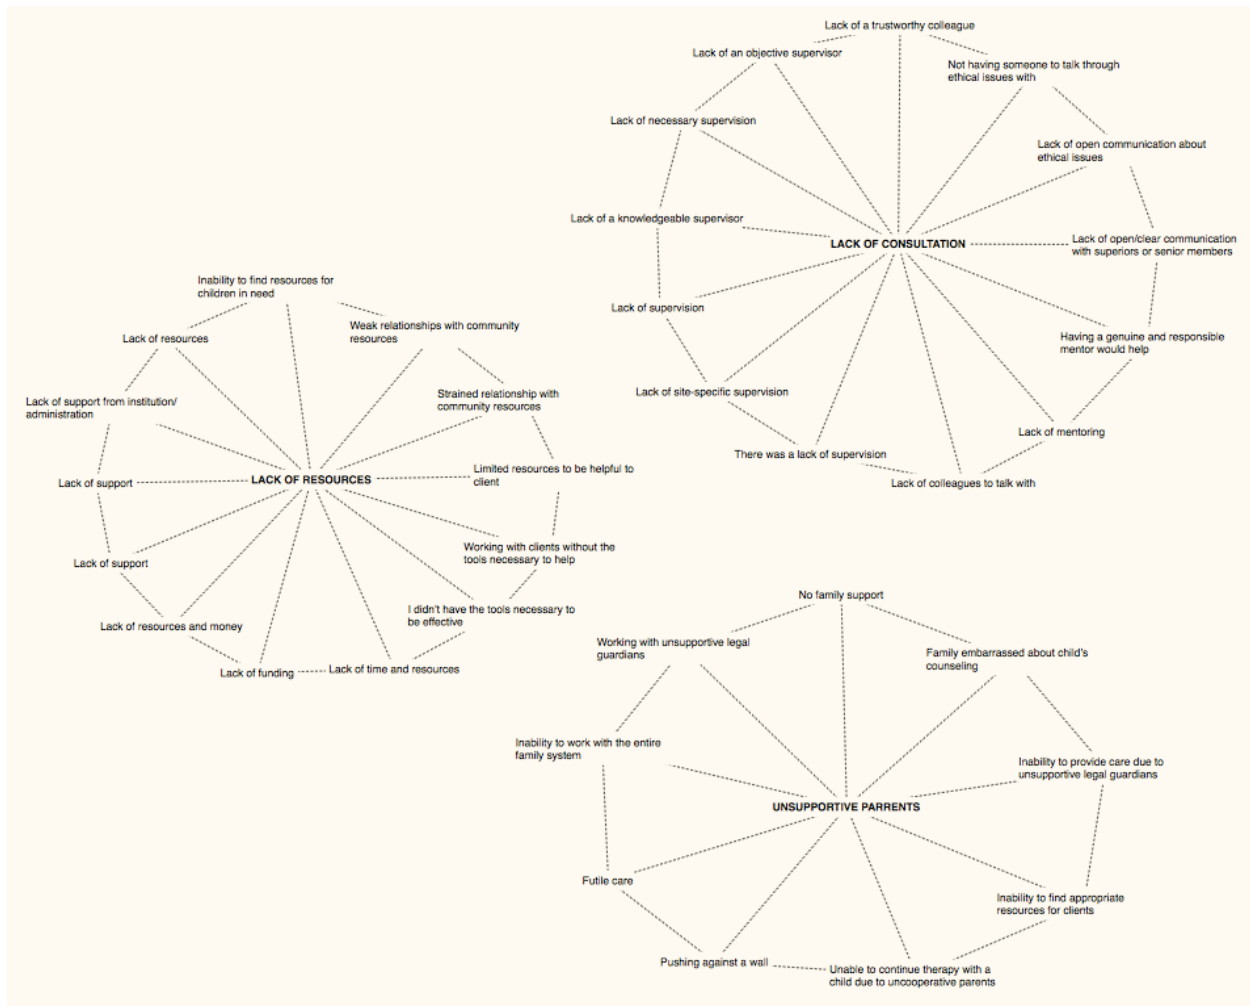 Lack of a trustworthy colleague
Lack of an objective supervisor
Not having someone to talk through
ethical issues with
Lack of necessary supervision
Lack of open communication about
ethical issues
Lack of a knowledgeable supervisor
LACK OF CONSULTATION
Lack of open/clear communication
with superiors or senior members
Lack of supervision
Having a genuine and responsible
mentor would help
Lack of site-specific supervision
Lack of mentoring
There was a lack of supervision
Lack of colleagues to talk with
Inability to find resources for
children in need
Lack of resources
Weak relationships with community
resources
Lack of support from institution/
administration
Strained relationship with
community resources
Lack of support
LACK OF RESOURCES
Limited resources to be helpful to
client
Lack of support
Working with clients without the
tools necessary to help
Lack of resources and money
I didn't have the tools necessary to
be effective
Lack of funding
Lack of time and resources
No family support
Working with unsupportive legal
guardians
Family embarrassed about child's
counseling
Inability to work with the entire
family system
Inability to provide care due to
unsupportive legal guardians
UNSUPPORTIVE PARRENTS
Futile care
Inability to find appropriate
resources for clients
Pushing against a wall
Unable to continue therapy with a
child due to uncooperative parents